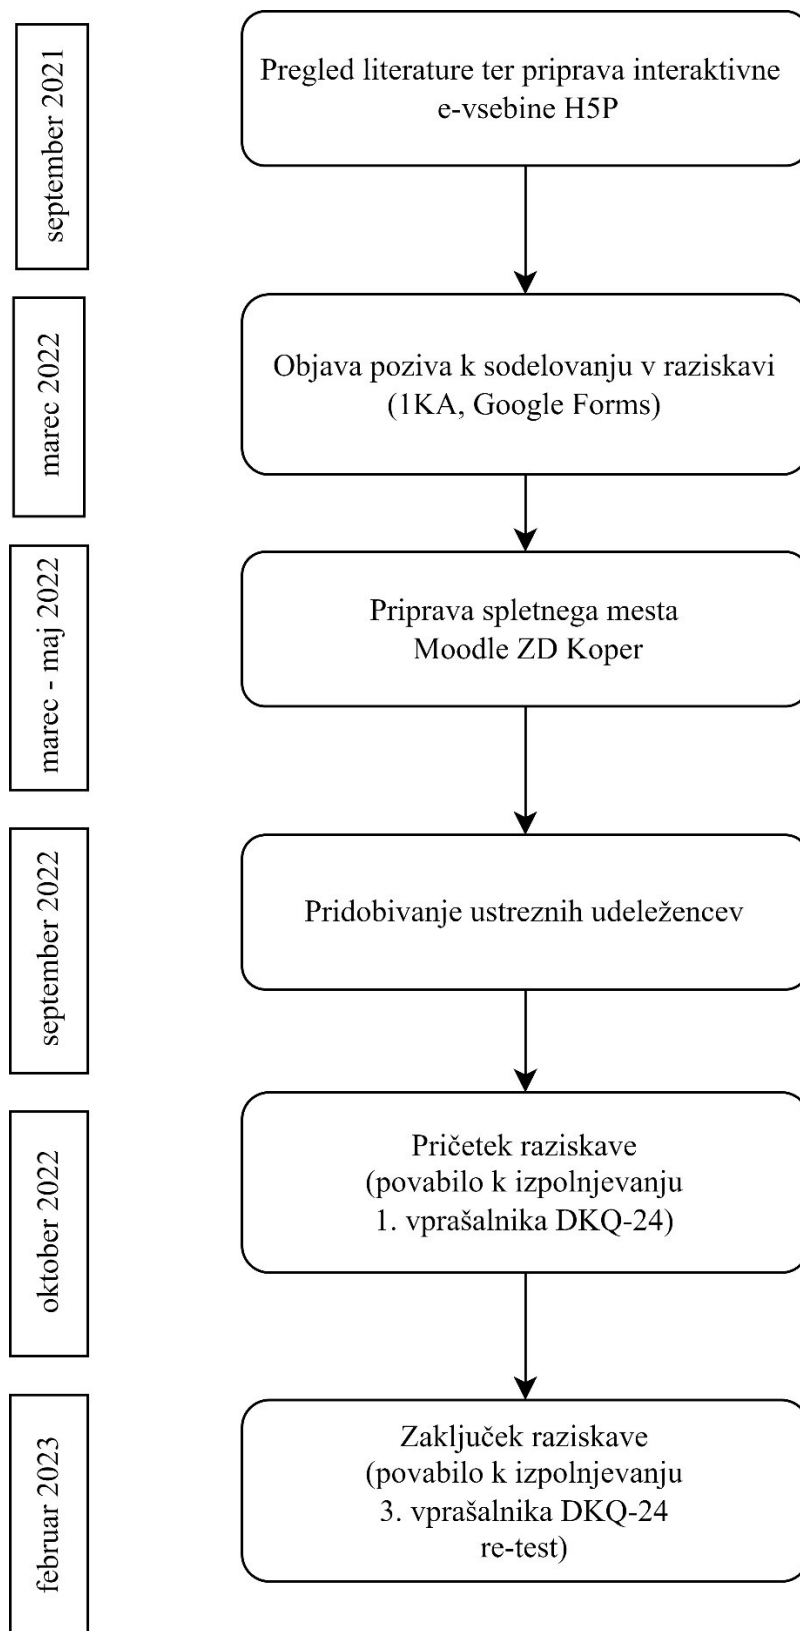 september 2021
Pregled literature ter priprava interaktivne
e-vsebine H5P
marec 2022
Objava poziva k sodelovanju v raziskavi
(1KA, Google Forms)
marec - maj 2022
Priprava spletnega mesta
Moodle ZD Koper
september 2022
Pridobivanje ustreznih udeležencev
oktober 2022
Pričetek raziskave
(povabilo k izpolnjevanju
1. vprašalnika DKQ-24)
februar 2023
Zaključek raziskave
(povabilo k izpolnjevanju
3. vprašalnika DKQ-24
re-test)